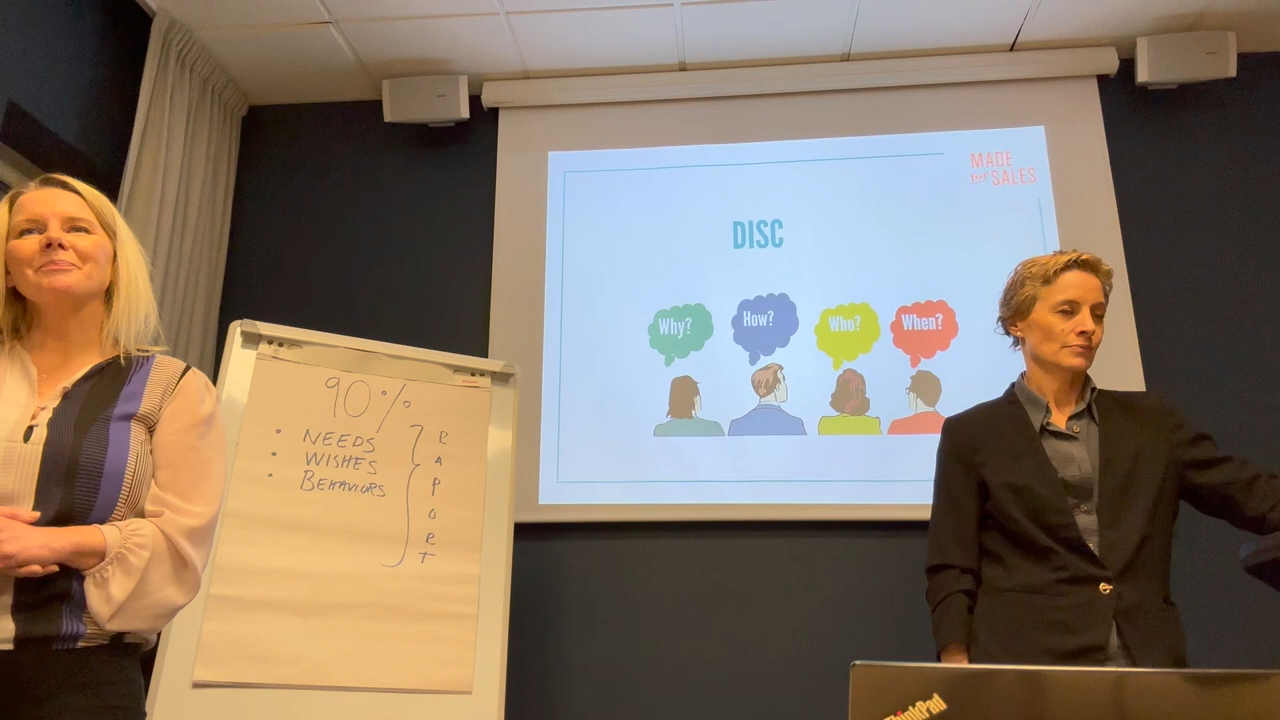 90%
• NEEDS
• WISHES
• BEHAVIORS
R
A
P
O
R
T
MADE
for SALES
DISC
Why?
How?
Who?
When?
ThinkPad